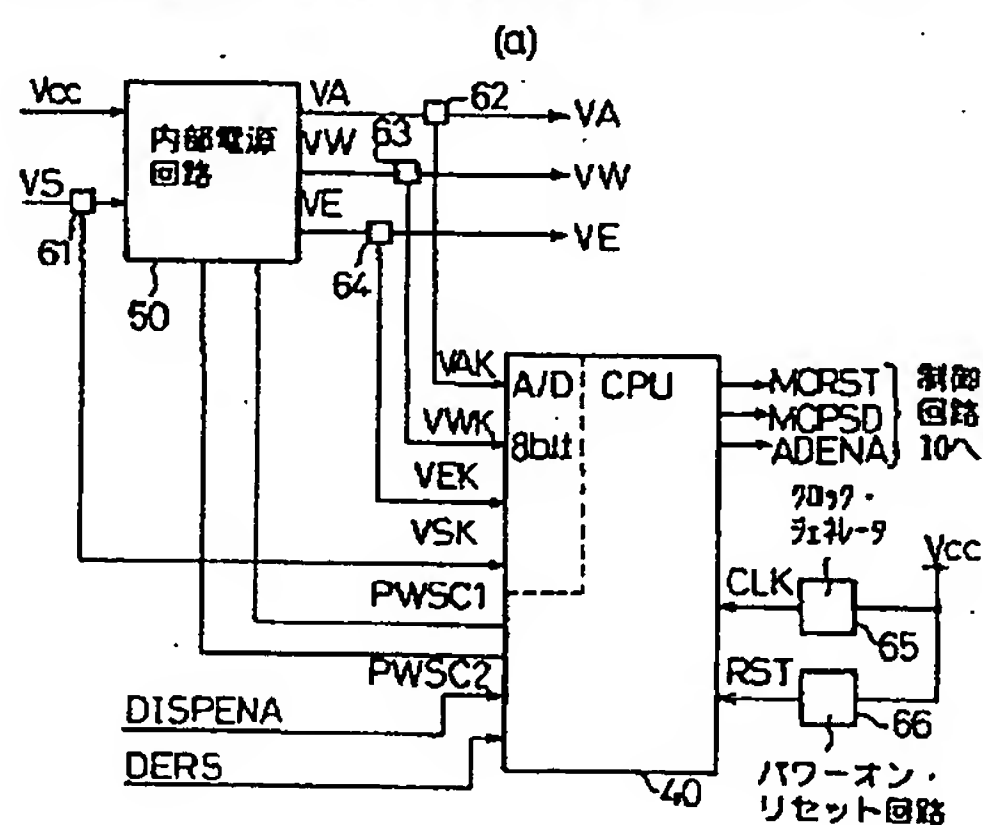 (a)
Vcc
VS
61
内部電源
回路
50
VA
VW
VE
62
63
64
VA
VW
VE
VAK
VWK
VEK
VSK
PWSC1
PWSC2
DISPENA
DERS
A/D
8bit
CPU
40
MCRST
MCPSD
ADENA
制御
回路
10へ
クロック・
ジェネレータ
Vcc
CLK
65
RST
66
パワーオン・
リセット回路